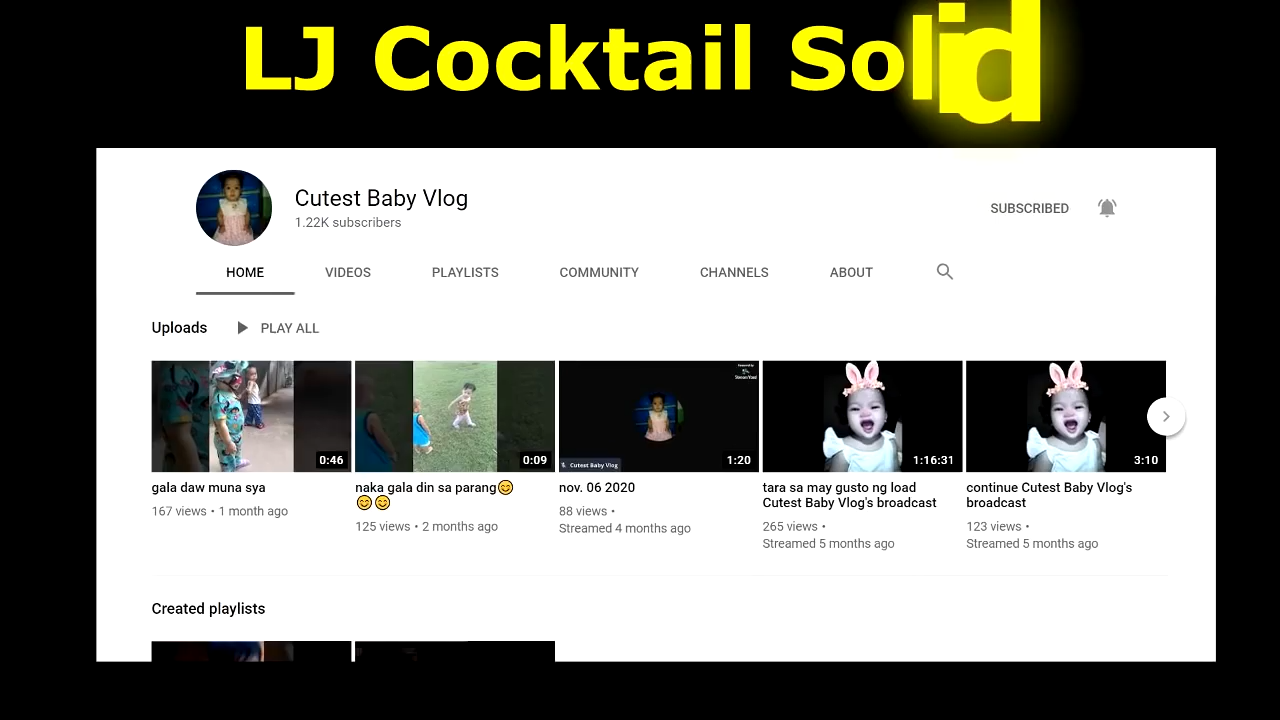 LJ Cocktail Solid
Cutest Baby Vlog
1.22K subscribers
SUBSCRIBED
HOME VIDEOS PLAYLISTS COMMUNITY CHANNELS ABOUT
Uploads PLAY ALL
0:46
0:09
Cutest Baby Vlog
1:20
1:16:31
3:10
gala daw muna sya
167 views • 1 month ago
naka gala din sa parang😊
😊😊
125 views • 2 months ago
nov. 06 2020
88 views •
Streamed 4 months ago
tara sa may gusto ng load
Cutest Baby Vlog's broadcast
265 views •
Streamed 5 months ago
continue Cutest Baby Vlog's
broadcast
123 views •
Streamed 5 months ago
Created playlists